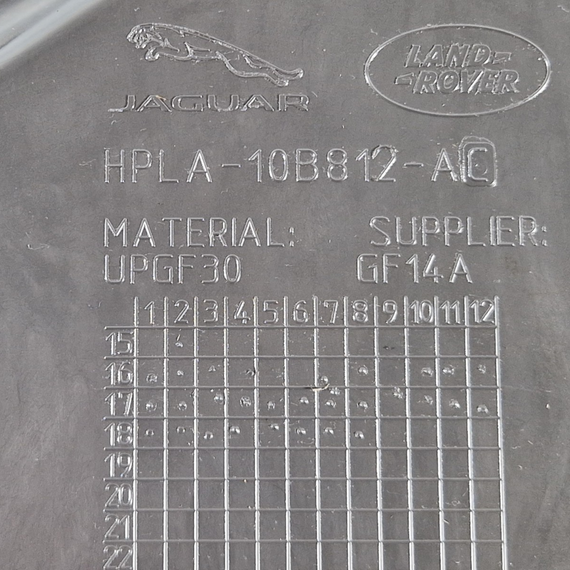 JAGUAR
LAND-
-ROVER
HPLA-10B812-AC
MATERIAL: SUPPLIER:
UPGF30 GF14A
1 2 3 4 5 6 7 8 9 10 11 12
15
16
17
18
19
20
21
22